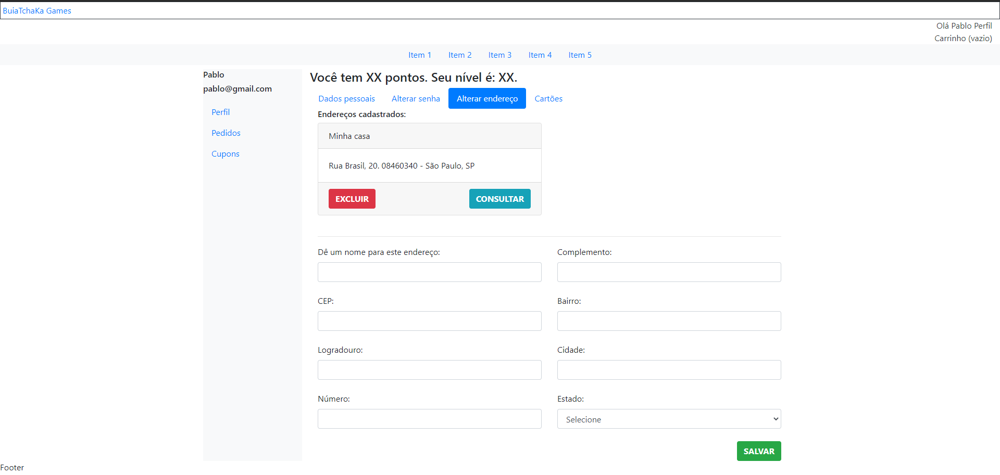 BuiaTchaKa Games
Olá Pablo Perfil
Carrinho (vazio)
Item 1 Item 2 Item 3 Item 4 Item 5
Pablo
pablo@gmail.com
Perfil
Pedidos
Cupons
Você tem XX pontos. Seu nível é: XX.
Dados pessoais Alterar senha Alterar endereço Cartões
Endereços cadastrados:
Minha casa
Rua Brasil, 20. 08460340 - São Paulo, SP
EXCLUIR CONSULTAR
Dê um nome para este endereço: Complemento:
CEP: Bairro:
Logradouro: Cidade:
Número: Estado:
Selecione
SALVAR
Footer